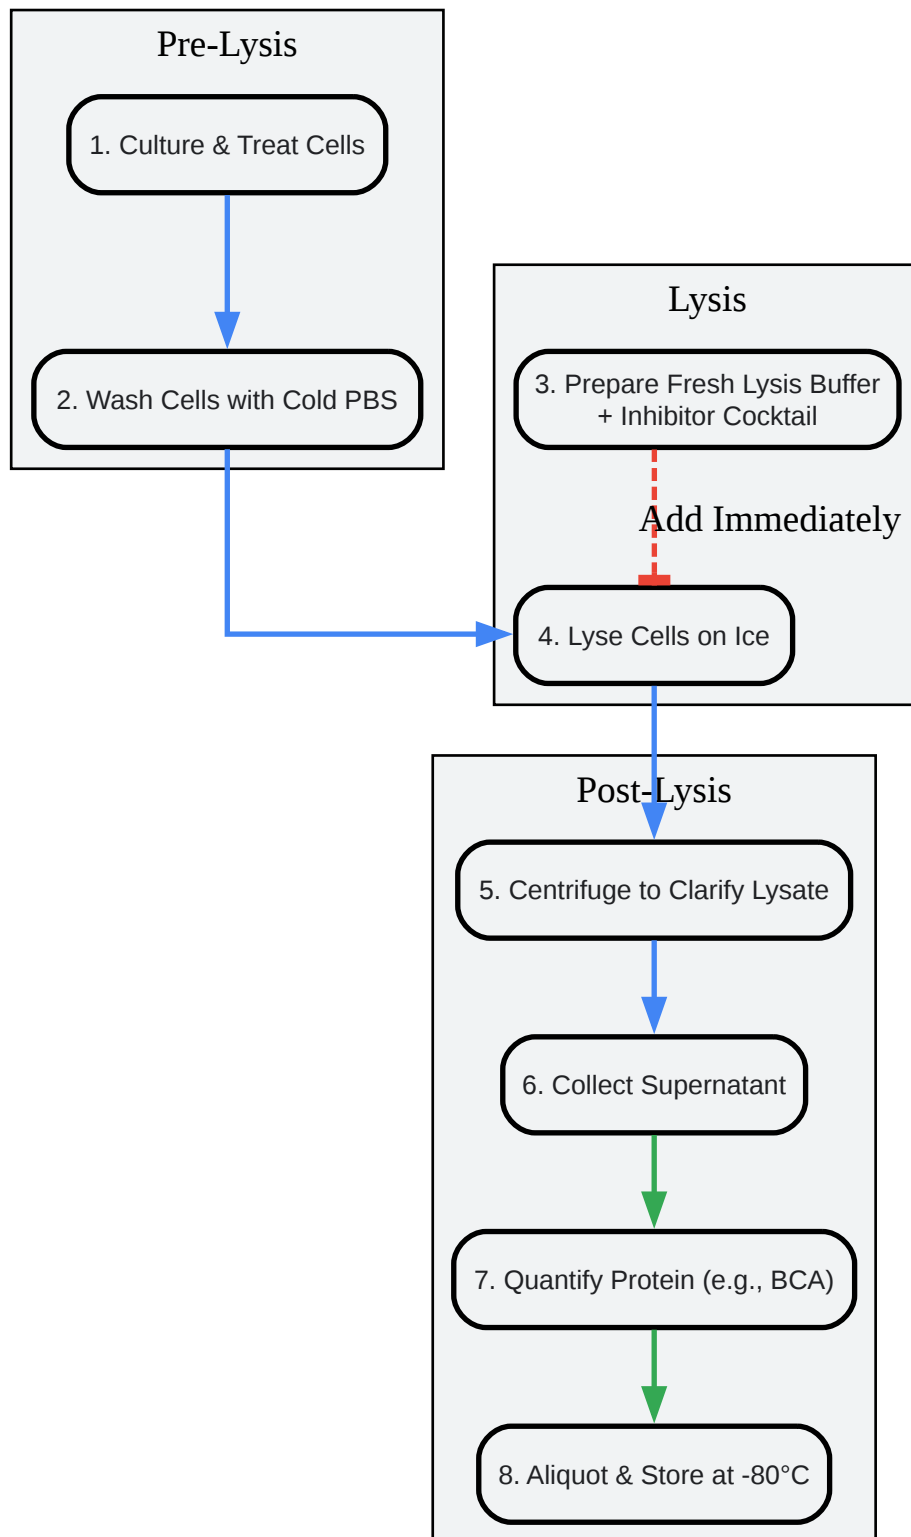 Pre-Lysis
1. Culture & Treat Cells
2. Wash Cells with Cold PBS
Lysis
3. Prepare Fresh Lysis Buffer
+ Inhibitor Cocktail
Add Immediately
4. Lyse Cells on Ice
Post-Lysis
5. Centrifuge to Clarify Lysate
6. Collect Supernatant
7. Quantify Protein (e.g., BCA)
8. Aliquot & Store at -80°C